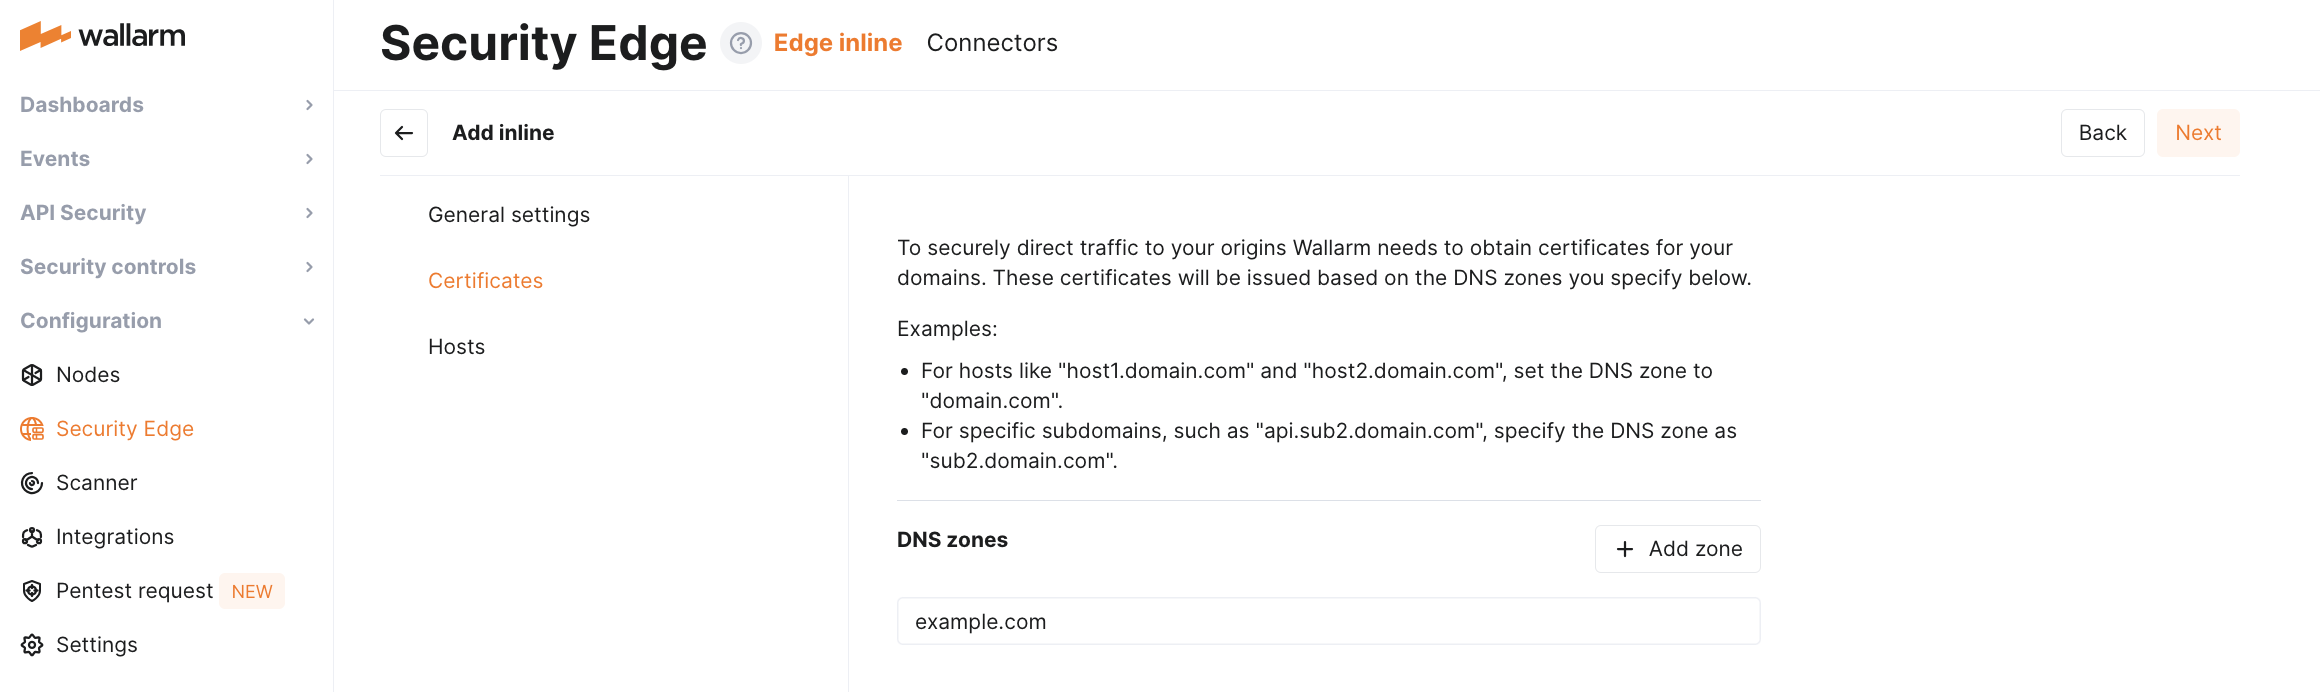 wallarm
Dashboards
Events
API Security
Security controls
Configuration
Nodes
Security Edge
Scanner
Integrations
Pentest request NEW
Settings
Security Edge ? Edge inline Connectors
Add inline
Back Next
General settings
Certificates
Hosts
To securely direct traffic to your origins Wallarm needs to obtain certificates for your
domains. These certificates will be issued based on the DNS zones you specify below.
Examples:
• For hosts like "host1.domain.com" and "host2.domain.com", set the DNS zone to
"domain.com".
• For specific subdomains, such as "api.sub2.domain.com", specify the DNS zone as
"sub2.domain.com".
DNS zones
+ Add zone
example.com